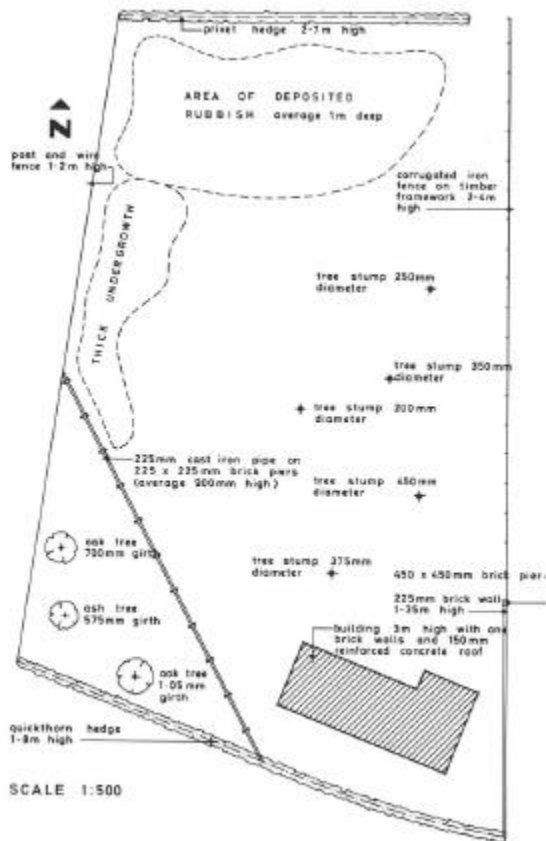 privet hedge 2·7m high
AREA OF DEPOSITED
RUBBISH average 1m deep
N
post and wire
fence 1·2m high
corrugated iron
fence on timber
framework 2·4m
high
THICK UNDERGROWTH
tree stump 250mm
diameter
tree stump 350mm
diameter
tree stump 200mm
diameter
225mm cast iron pipe on
225 x 225mm brick piers
(average 900mm high)
tree stump 450mm
diameter
oak tree
700mm girth
tree stump 375mm
diameter
450 x 450mm brick pier
ash tree
575mm girth
225mm brick wall
1·35m high
building 3m high with one
brick walls and 150mm
reinforced concrete roof
oak tree
1·05mm
girth
quickthorn hedge
1·8m high
SCALE 1:500